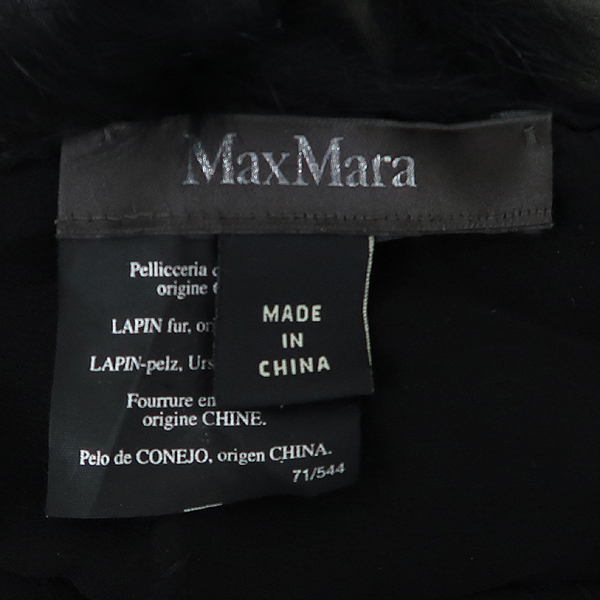 MaxMara
Pellicceria
origine
LAPIN fur,
LAPIN-pelz,
Fourrure en
origine CHINE.
Pelo de CONEJO, origen CHINA.
71/544
MADE
IN
CHINA